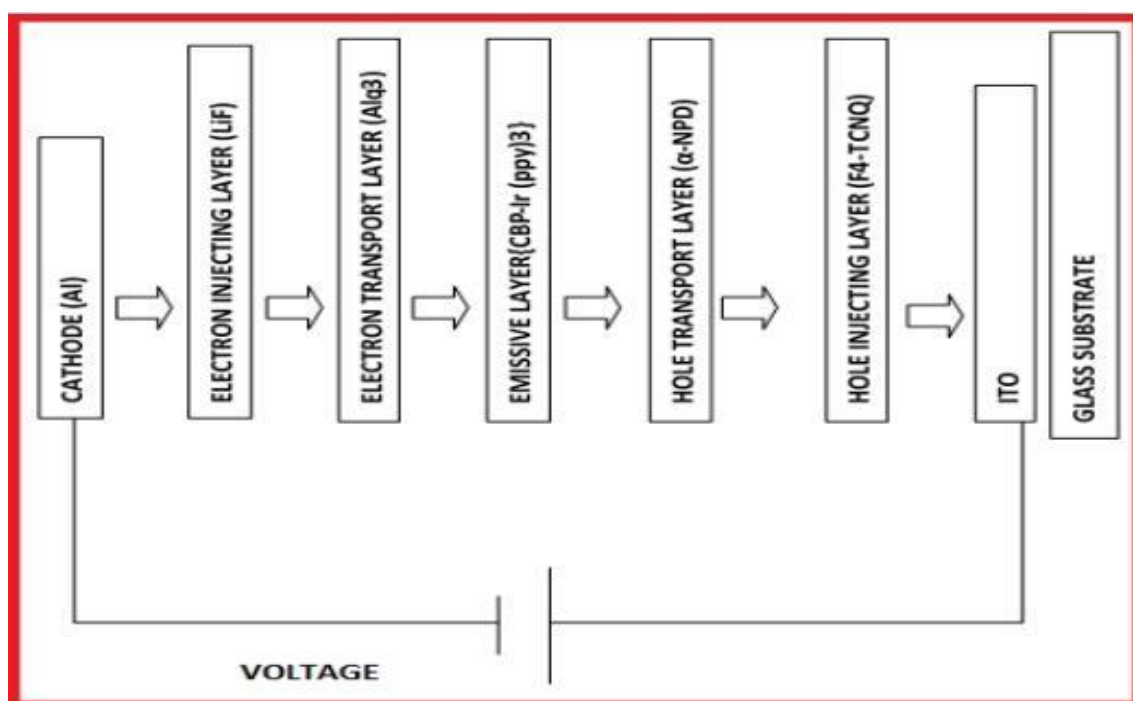 CATHODE (Al)
ELECTRON INJECTING LAYER (LiF)
ELECTRON TRANSPORT LAYER (Alq3)
EMISSIVE LAYER{CBP-Ir (ppy)3}
HOLE TRANSPORT LAYER (α-NPD)
HOLE INJECTING LAYER (F4-TCNQ)
ITO
GLASS SUBSTRATE
VOLTAGE